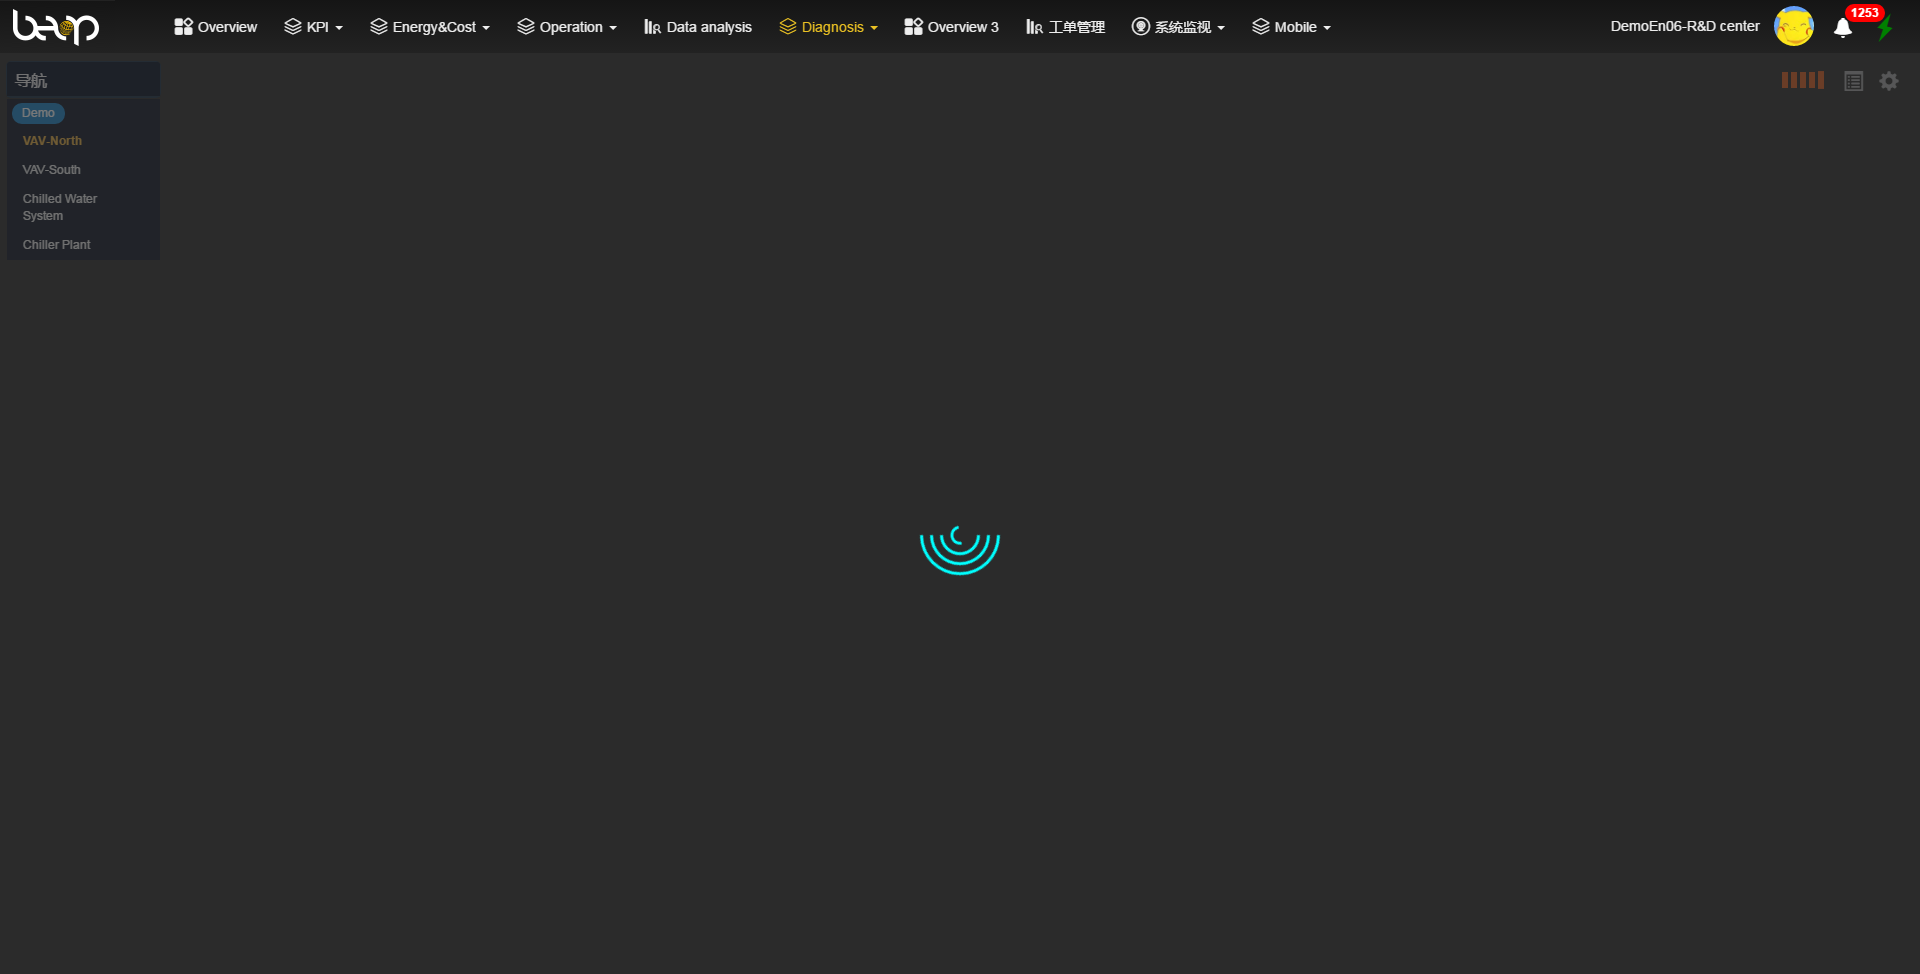 beop
Overview
KPI
Energy&Cost
Operation
Data analysis
Diagnosis
Overview 3
工单管理
系统监视
Mobile
DemoEn06-R&D center
1253
导航
Demo
VAV-North
VAV-South
Chilled Water
System
Chiller Plant